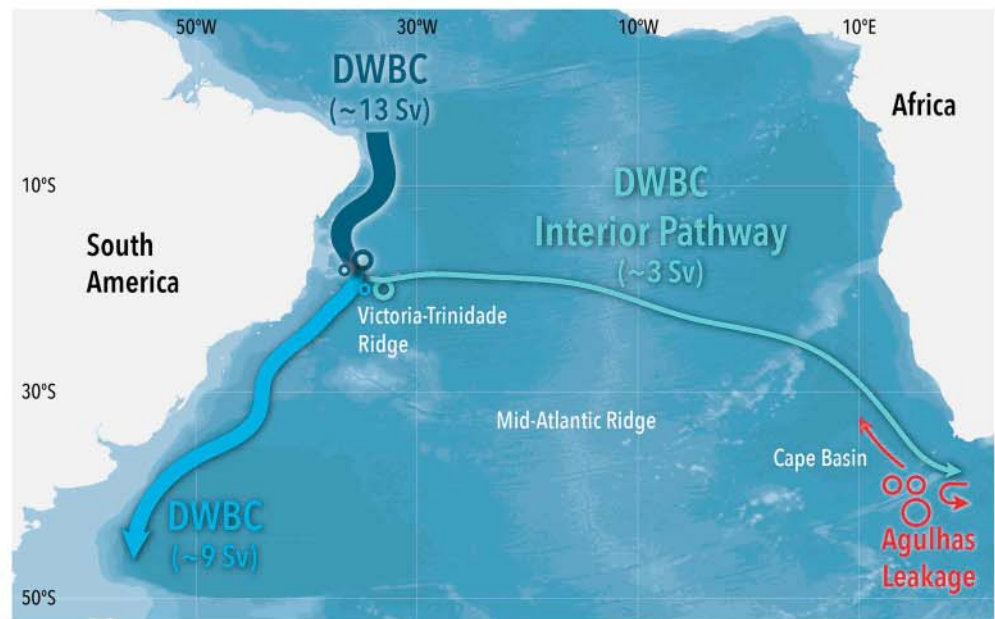 50°W
30°W
10°W
10°E
DWBC
(~13 Sv)
Africa
10°S
DWBC
Interior Pathway
(~3 Sv)
South
America
Victoria-Trinidade
Ridge
30°S
Mid-Atlantic Ridge
Cape Basin
DWBC
(~9 Sv)
Agulhas
Leakage
50°S